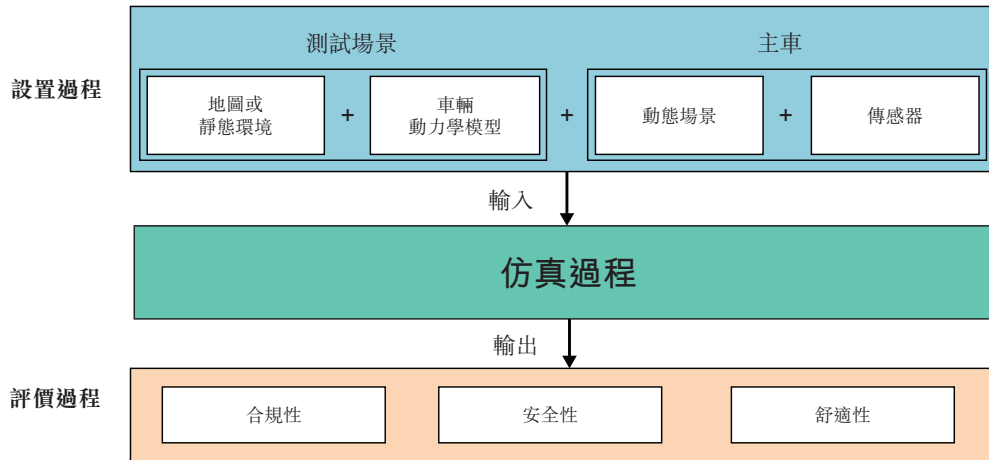 測試場景
主車
設置過程
地圖或
靜態環境
+
車輛
動力學模型
+
動態場景
+
傳感器
輸入
仿真過程
輸出
評價過程
合規性
安全性
舒適性